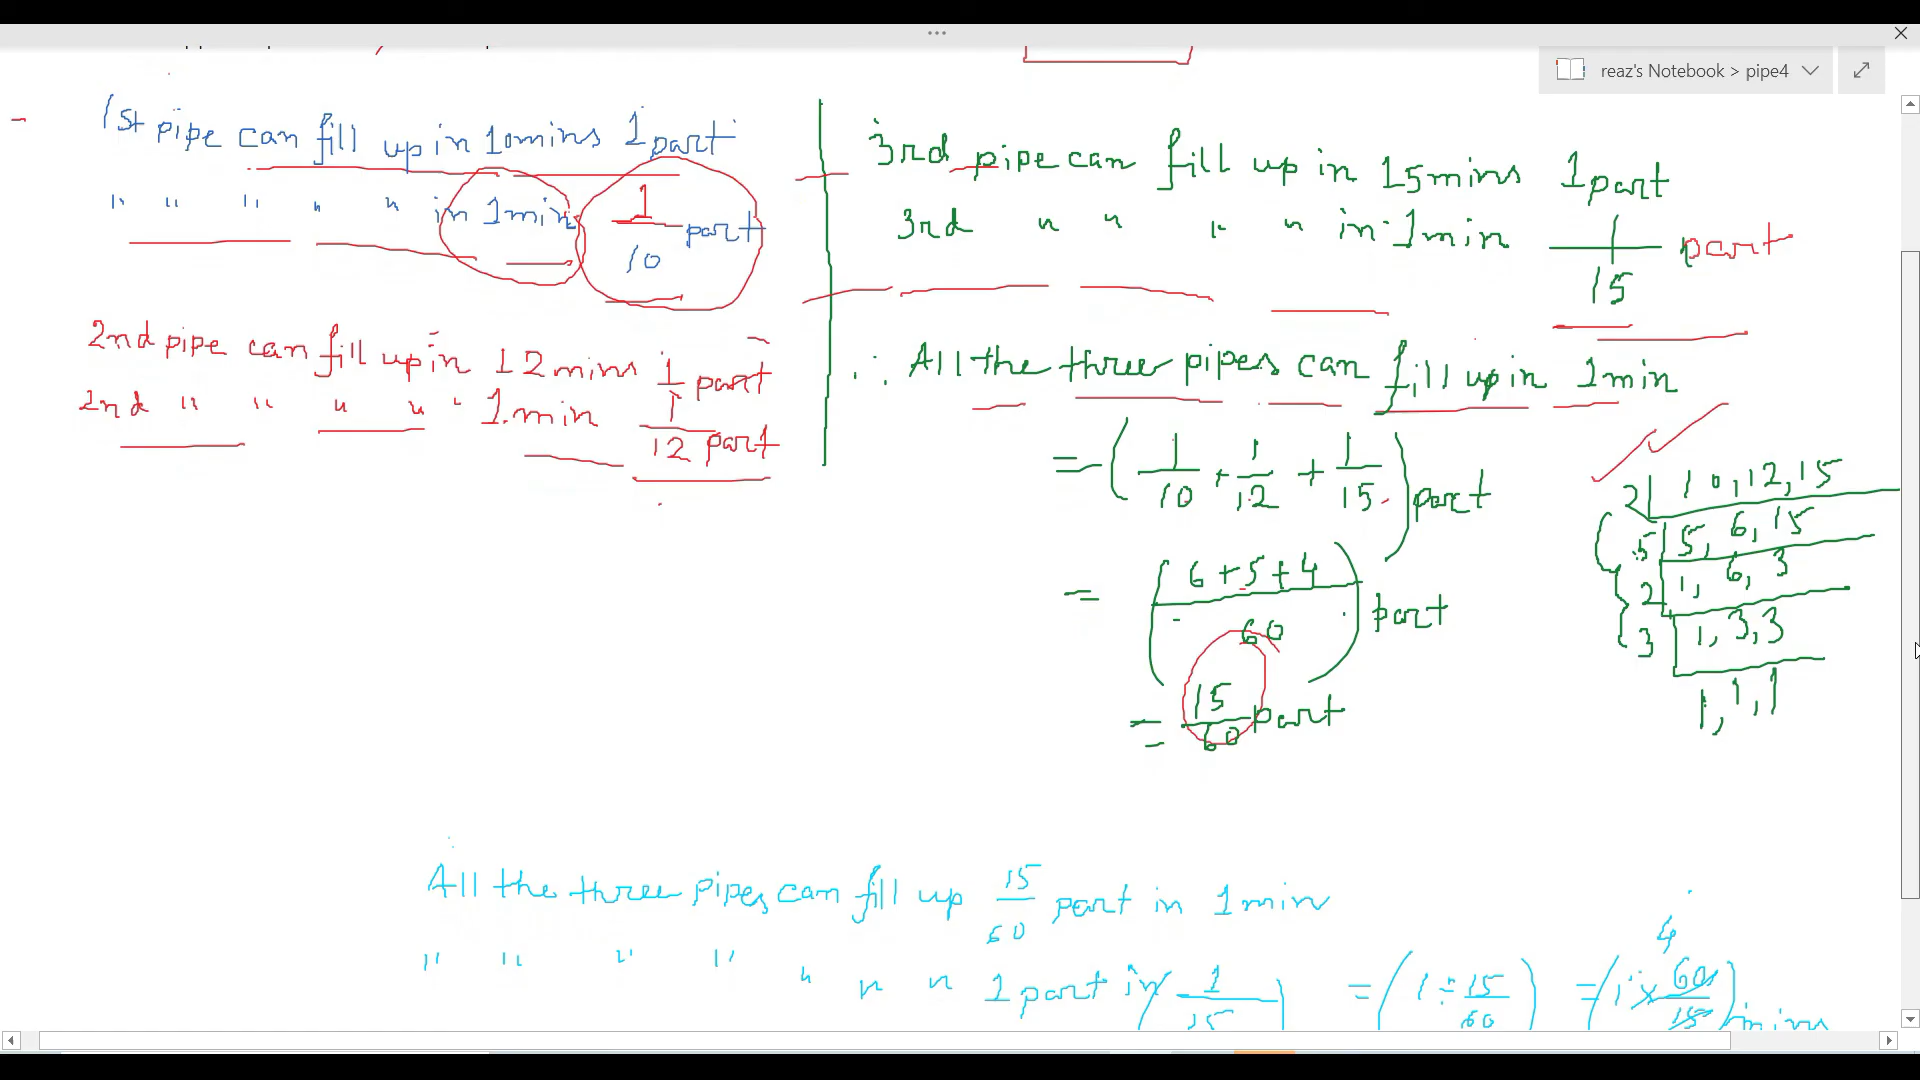 reaz's Notebook > pipe4
1st pipe can fill up in 10mins 1 part
" " " " " in 1min 1/10 part
2nd pipe can fill up in 12 mins 1 part
2nd " " " " " 1 min 1/12 part
3rd pipe can fill up in 15mins 1 part
3rd " " " " in 1min 1/15 part
∴ All the three pipes can fill up in 1min
= (1/10 + 1/12 + 1/15) part
= (6+5+4/60) part
= 15/60 part
2 | 10, 12, 15
5 | 5, 6, 15
2 | 1, 6, 3
3 | 1, 3, 3
1, 1, 1
All the three pipes can fill up 15/60 part in 1 min
" " " " " " " 1 part in (1/15) = (1 ÷ 15/60) = (1 × 60/15) mins
4